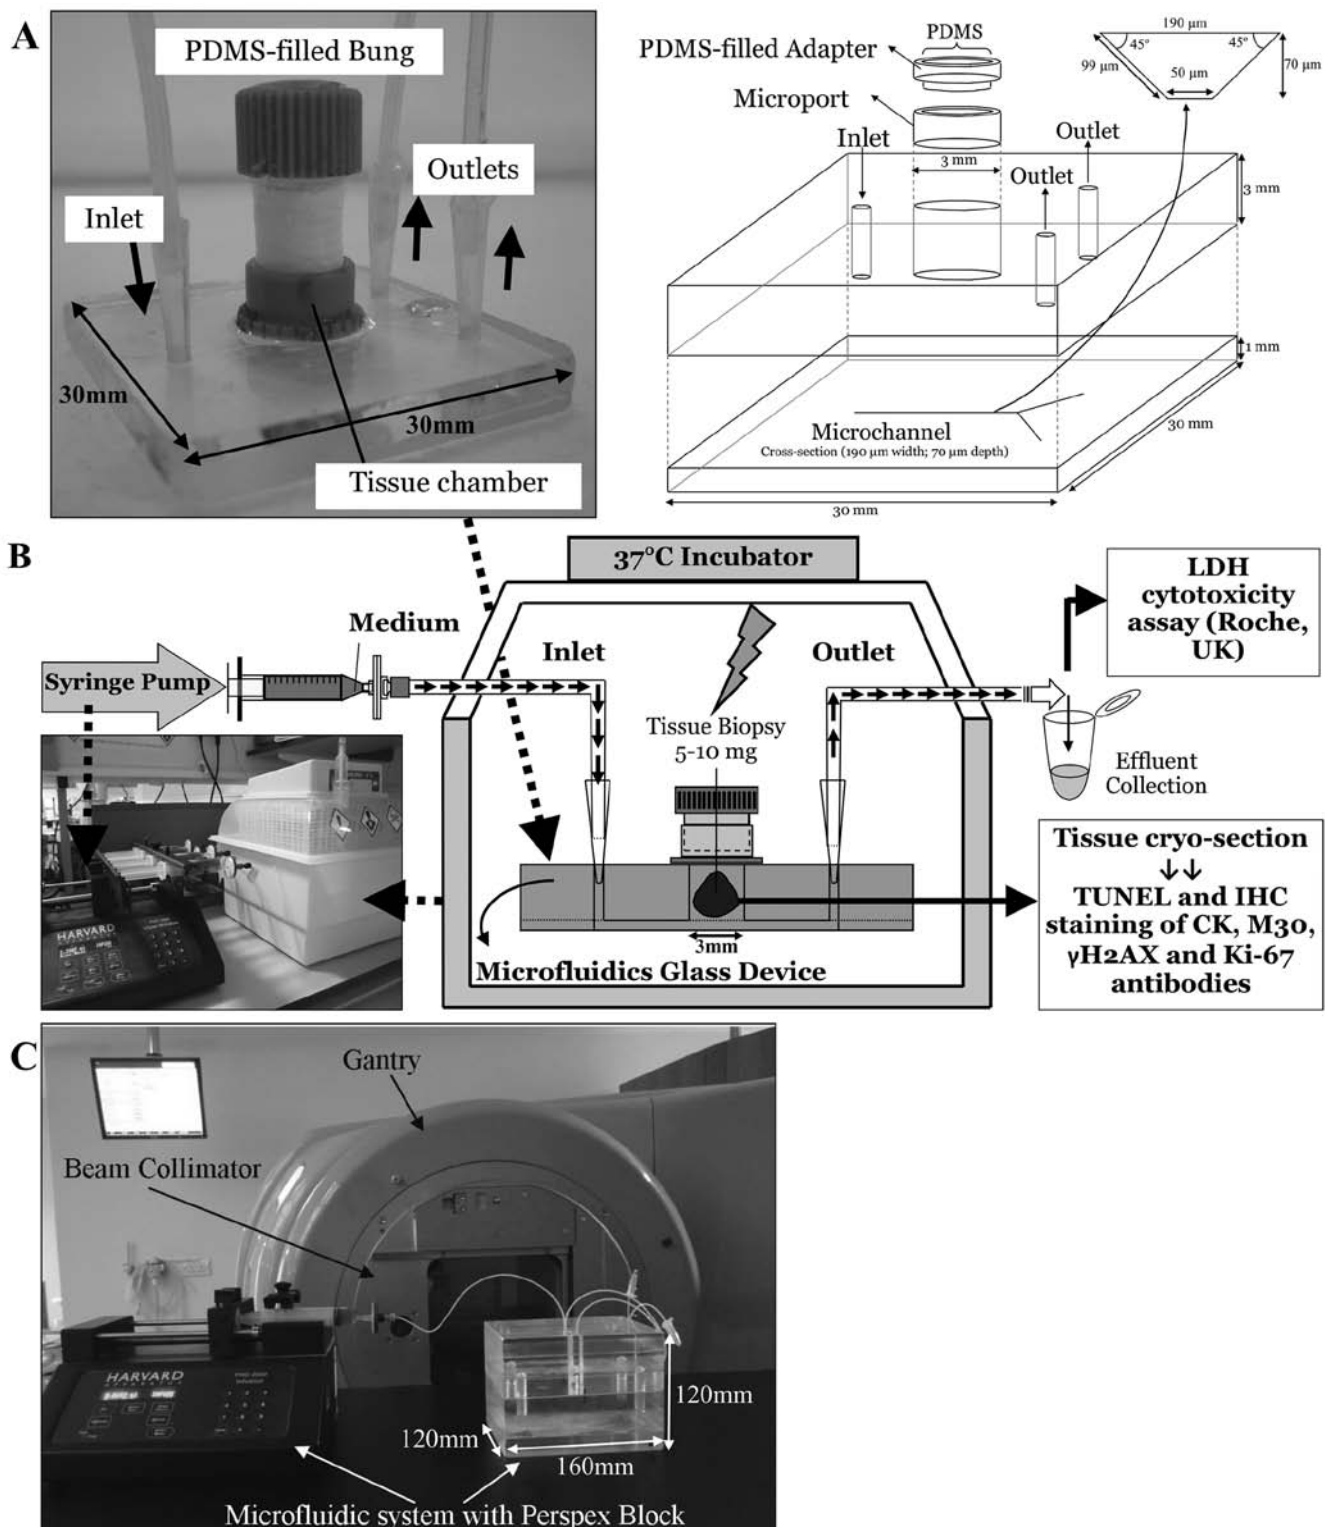 A
PDMS-filled Bung
Inlet
Outlets
30mm
30mm
Tissue chamber
PDMS
PDMS-filled Adapter
Microport
Inlet
3 mm
Outlet
Outlet
190 µm
45°
45°
99 µm
50 µm
70 µm
3 mm
1 mm
Microchannel
Cross-section (190 µm width; 70 µm depth)
30 mm
30 mm
B
37°C Incubator
Syringe Pump
Medium
Inlet
Outlet
Tissue Biopsy
5-10 mg
3mm
Microfluidics Glass Device
LDH
cytotoxicity
assay (Roche,
UK)
Effluent
Collection
Tissue cryo-section
↓↓
TUNEL and IHC
staining of CK, M30,
γH2AX and Ki-67
antibodies
HARVARD
C
Gantry
Beam Collimator
HARVARD
120mm
120mm
160mm
Microfluidic system with Perspex Block